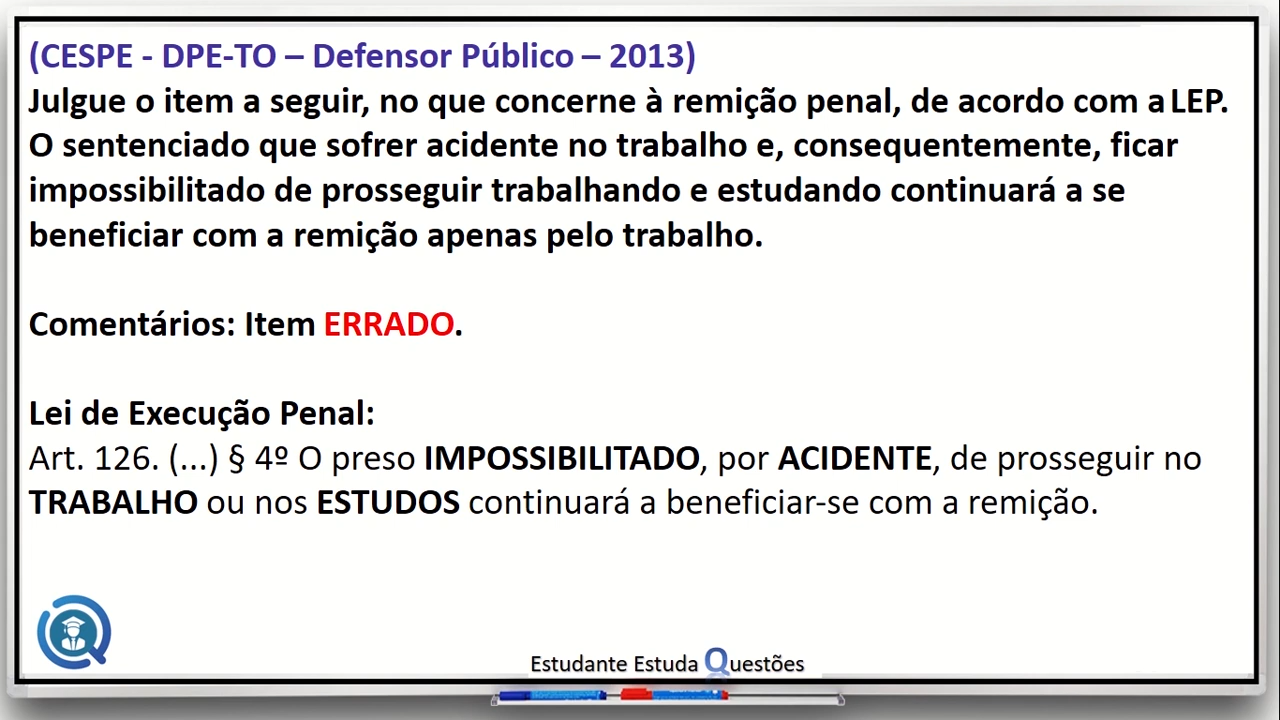 (CESPE - DPE-TO – Defensor Público – 2013)
Julgue o item a seguir, no que concerne à remição penal, de acordo com a LEP.
O sentenciado que sofrer acidente no trabalho e, consequentemente, ficar
impossibilitado de prosseguir trabalhando e estudando continuará a se
beneficiar com a remição apenas pelo trabalho.
Comentários: Item ERRADO.
Lei de Execução Penal:
Art. 126. (...) § 4º O preso IMPOSSIBILITADO, por ACIDENTE, de prosseguir no
TRABALHO ou nos ESTUDOS continuará a beneficiar-se com a remição.
Estudante Estuda Questões